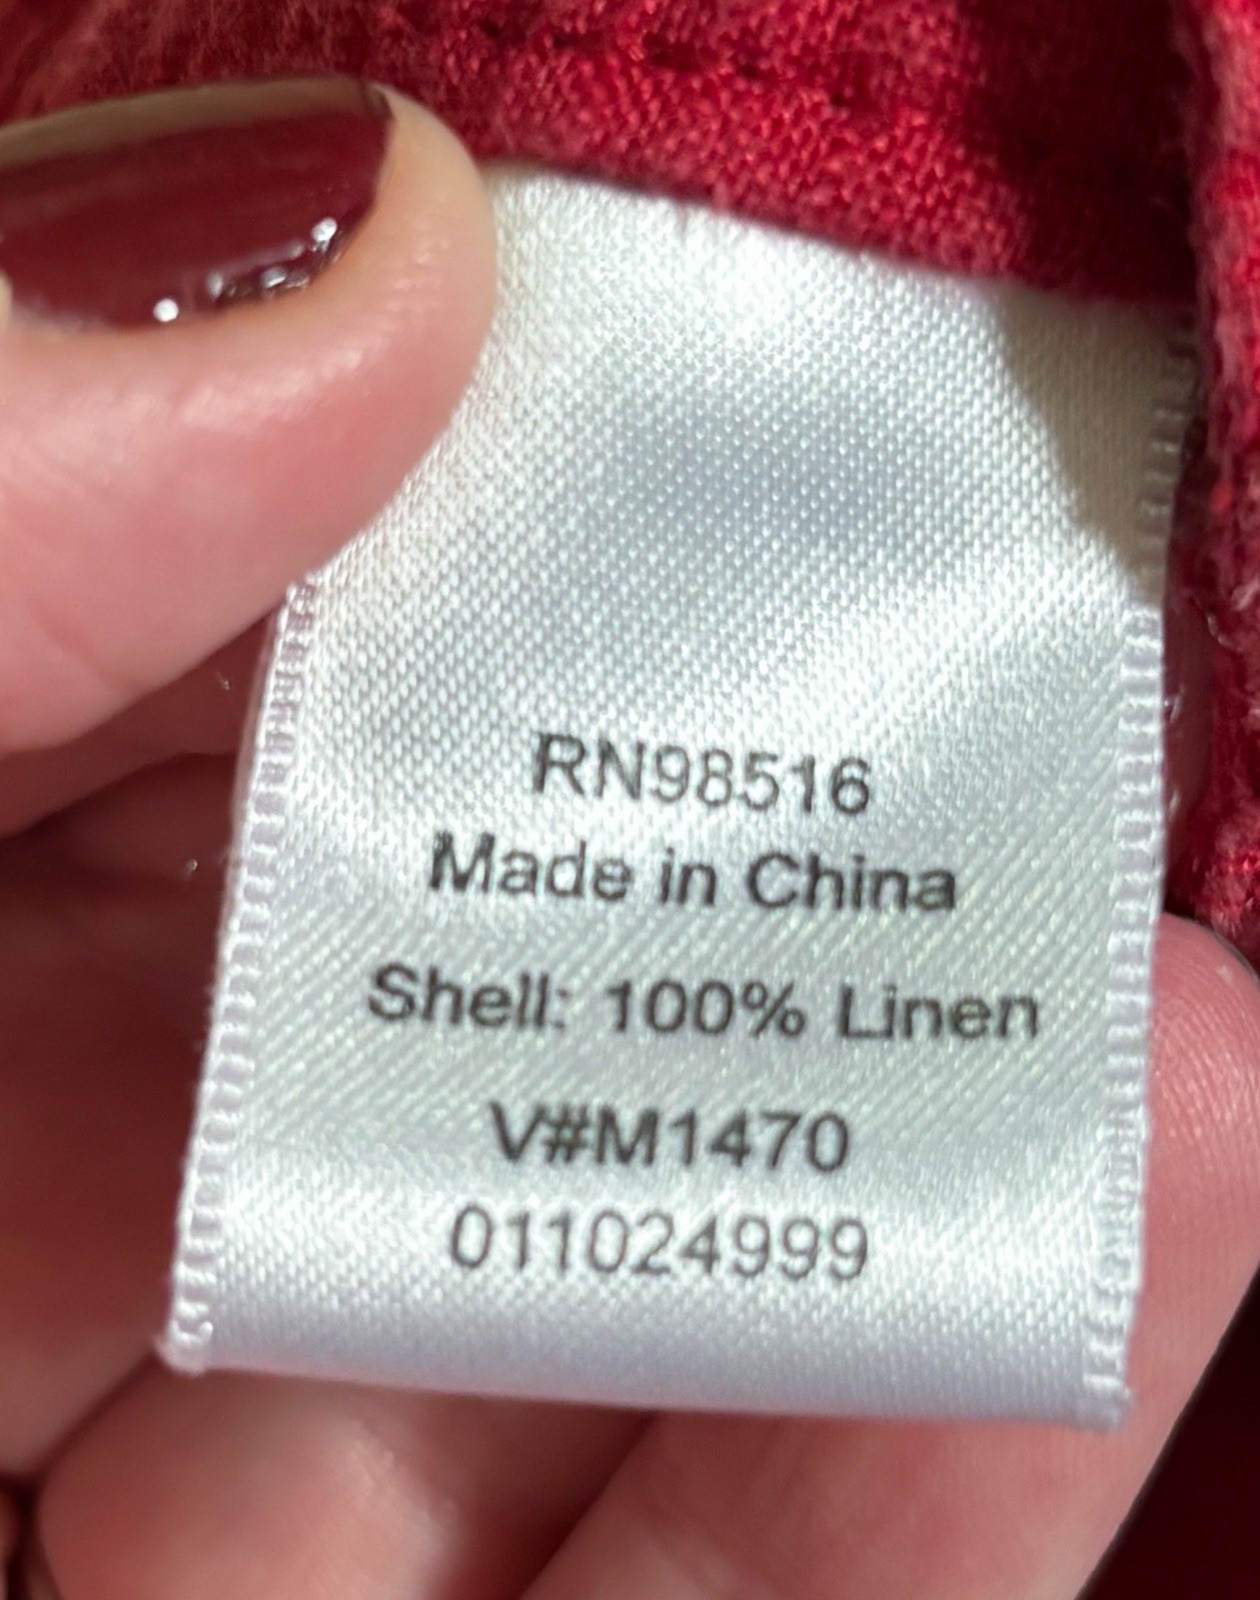 RN98516
Made in China
Shell: 100% Linen
V#M1470
011024999